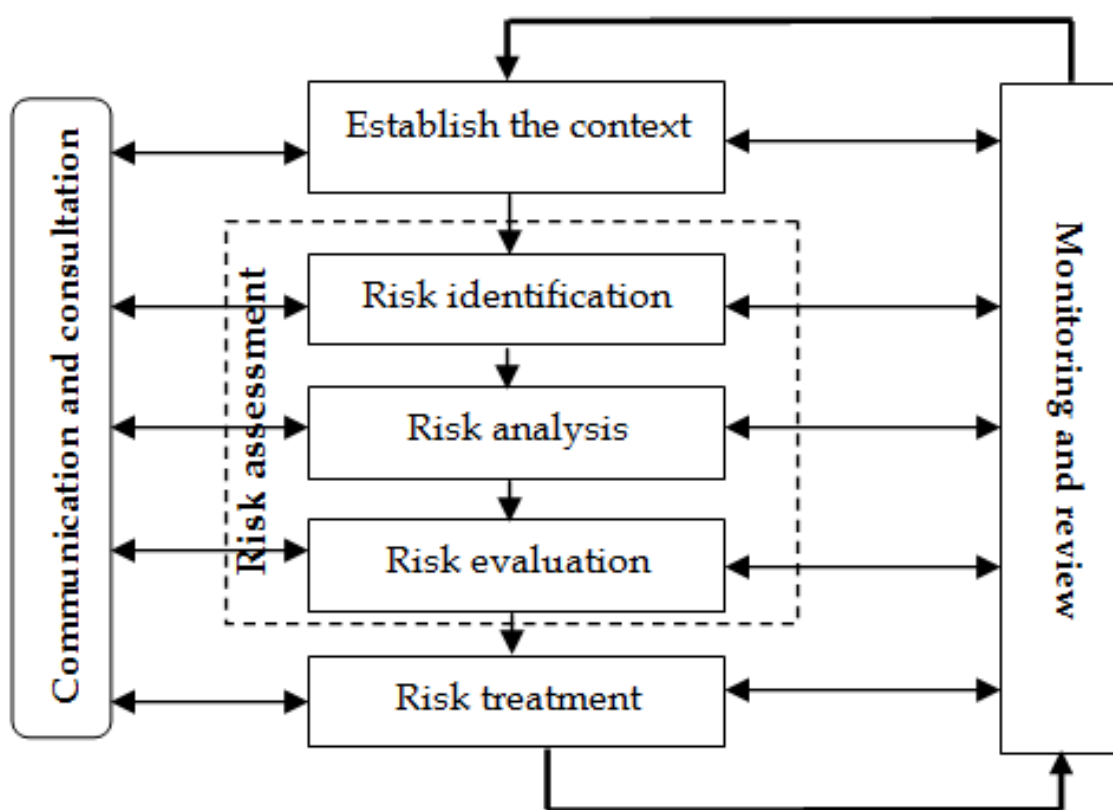 Establish the context
Communication and consultation
Risk assessment
Risk identification
Risk analysis
Risk evaluation
Risk treatment
Monitoring and review